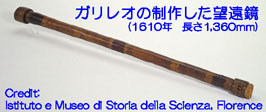 ガリレオの制作した望遠鏡
（1610年　長さ1,360mm）
Credit:
Istituto e Museo di Storia della Scienza, Florence